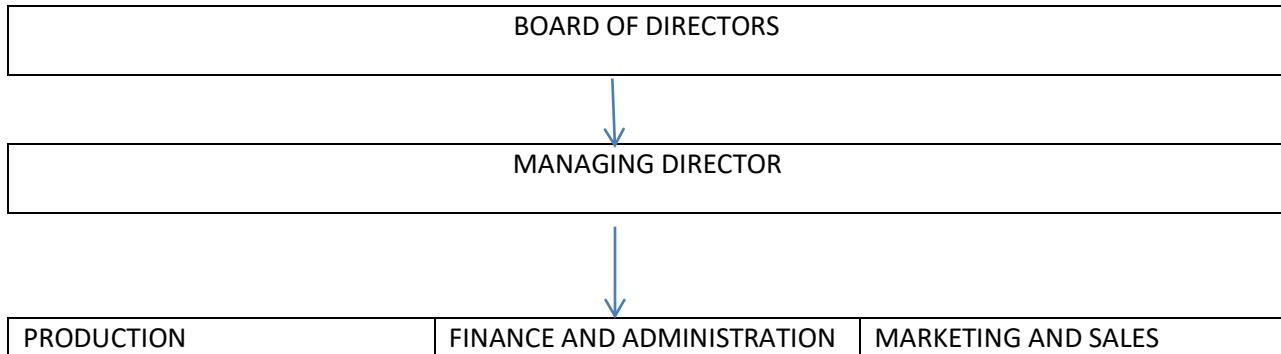 BOARD OF DIRECTORS
MANAGING DIRECTOR
PRODUCTION
FINANCE AND ADMINISTRATION
MARKETING AND SALES